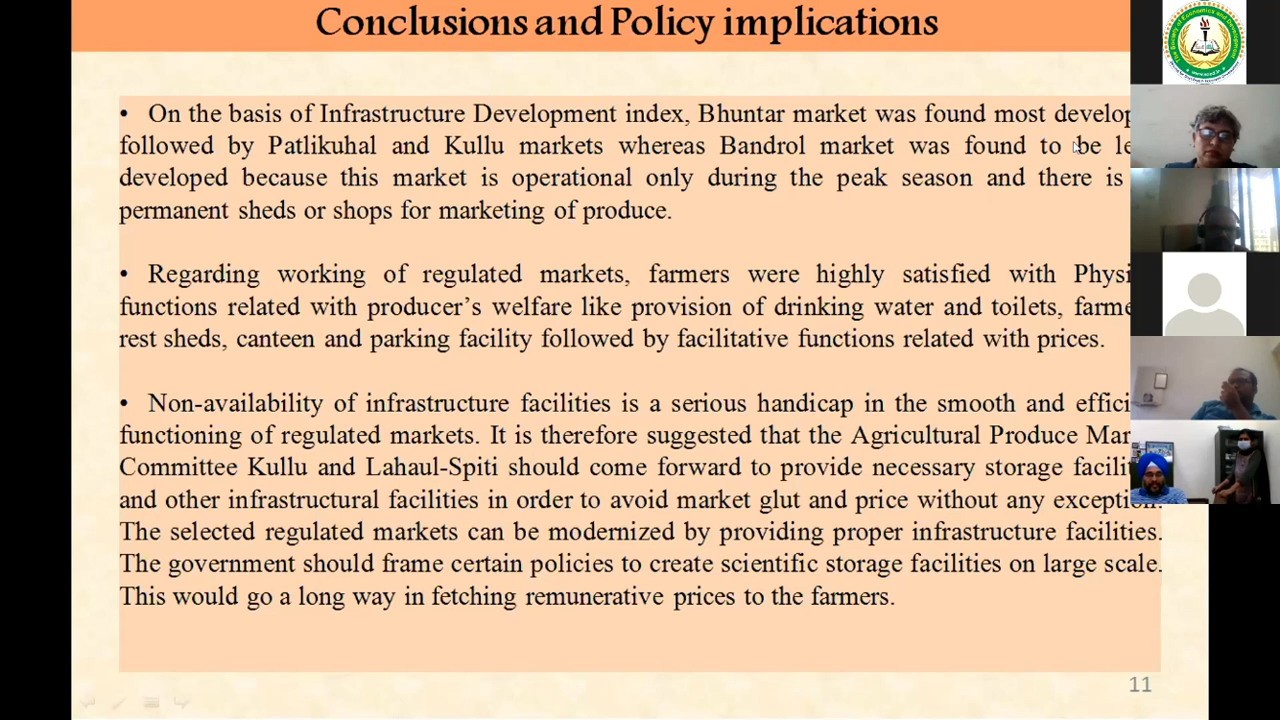 Conclusions and Policy implications
• On the basis of Infrastructure Development index, Bhuntar market was found most develop
followed by Patlikuhal and Kullu markets whereas Bandrol market was found to be le
developed because this market is operational only during the peak season and there is
permanent sheds or shops for marketing of produce.
• Regarding working of regulated markets, farmers were highly satisfied with Physi
functions related with producer's welfare like provision of drinking water and toilets, farme
rest sheds, canteen and parking facility followed by facilitative functions related with prices.
• Non-availability of infrastructure facilities is a serious handicap in the smooth and effici
functioning of regulated markets. It is therefore suggested that the Agricultural Produce Mar
Committee Kullu and Lahaul-Spiti should come forward to provide necessary storage facilit
and other infrastructural facilities in order to avoid market glut and price without any exception.
The selected regulated markets can be modernized by providing proper infrastructure facilities.
The government should frame certain policies to create scientific storage facilities on large scale.
This would go a long way in fetching remunerative prices to the farmers.
11
The Society of Economics and Development